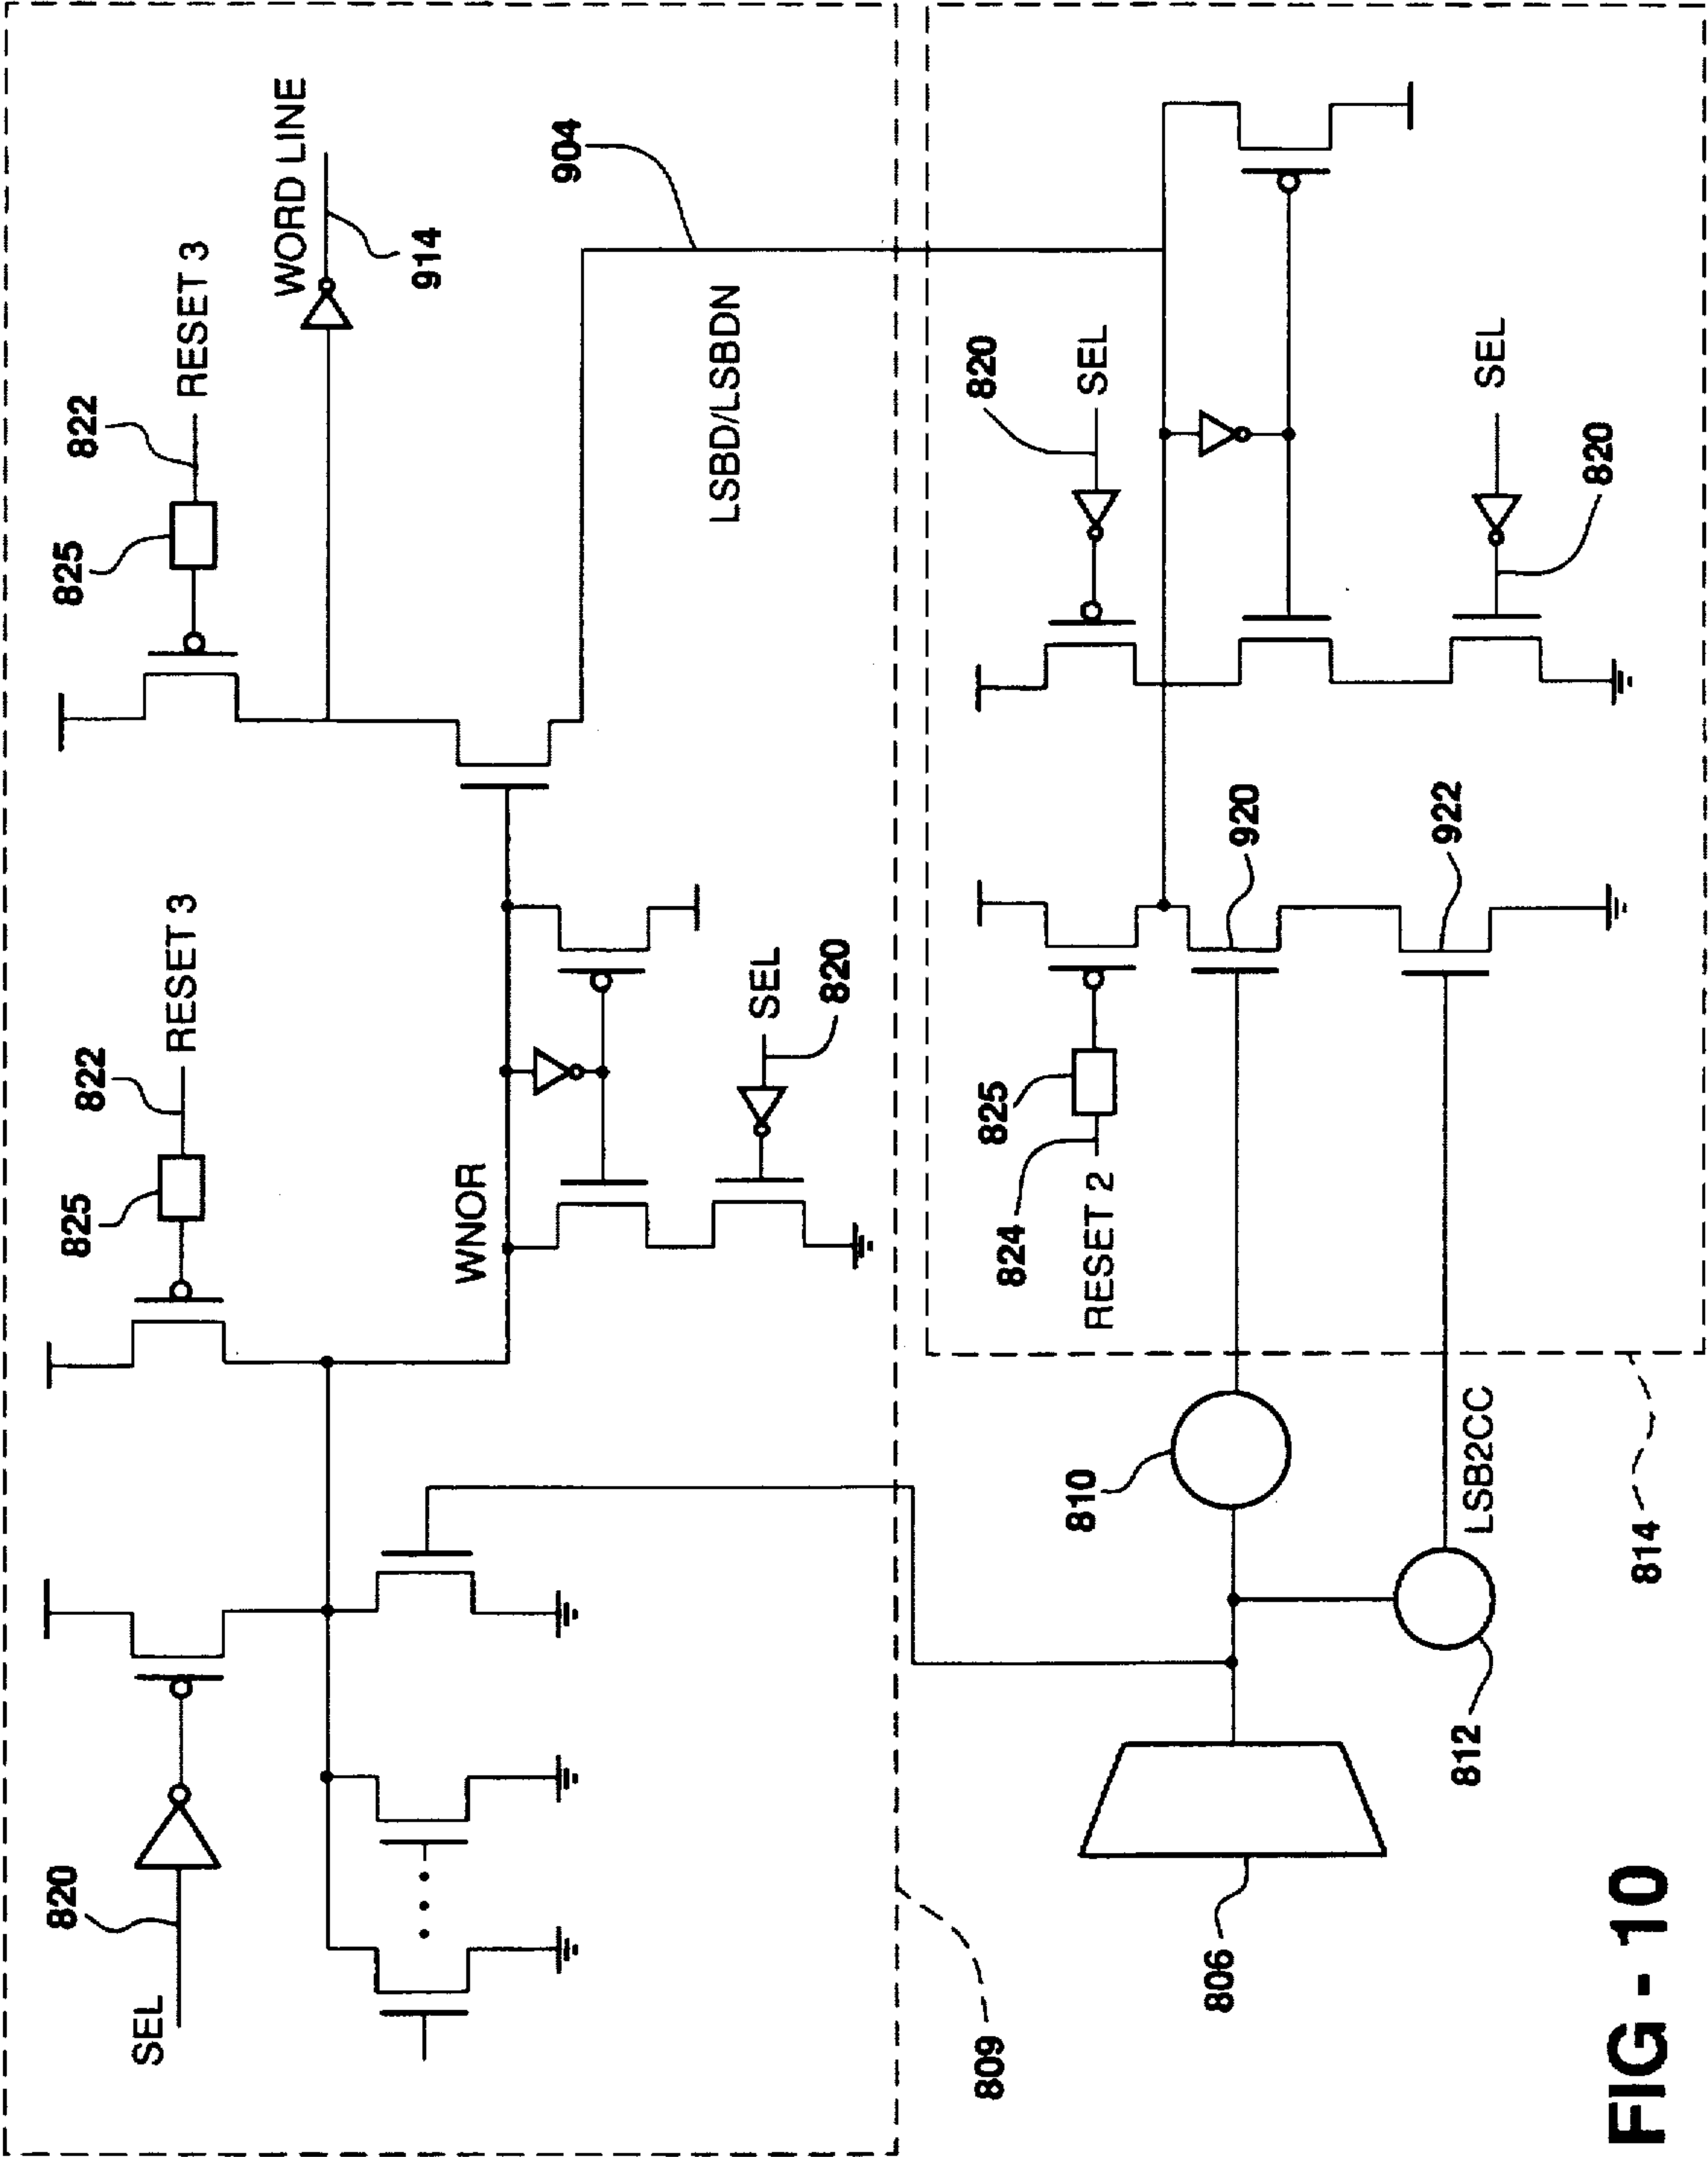 820
SEL
825
822
RESET 3
825
822
RESET 3
WORD LINE
914
WNOR
SEL
820
904
LSBD/LSBDN
809
806
810
812
LSB2CC
814
824
825
RESET 2
920
922
820
SEL
SEL
820
FIG - 10